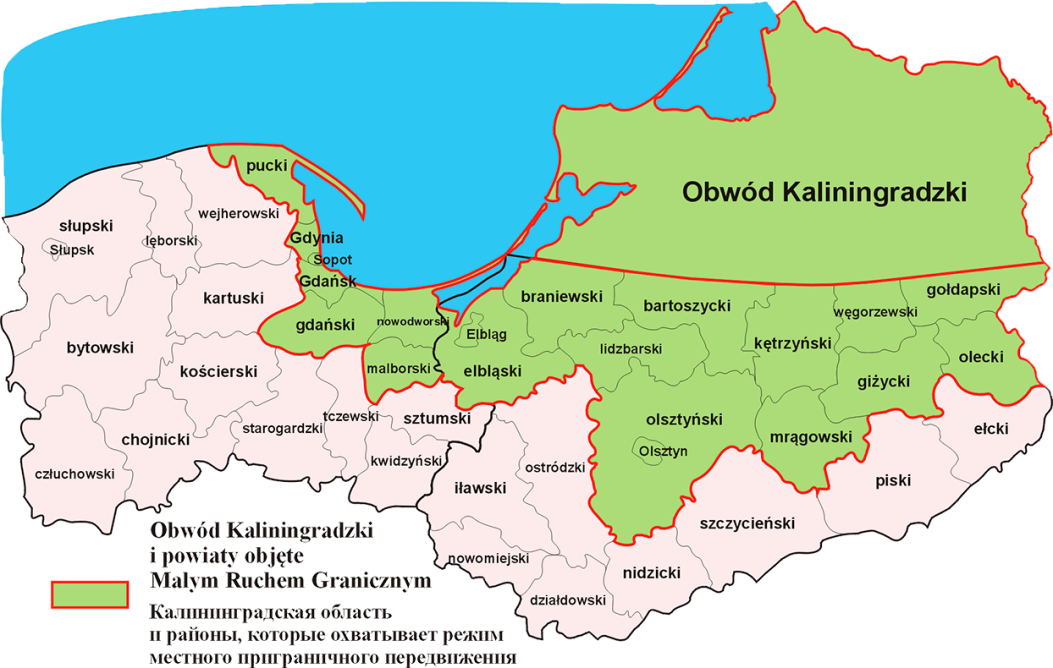 Obwód Kaliningradzki
pucki
wejherowski
słupski
Słupsk
lęborski
Gdynia
Sopot
Gdańsk
kartuski
gdański
nowodworski
Elbląg
braniewski
bartoszycki
węgorzewski
gołdapski
bytowski
kościerski
malborski
elbląski
lidzbarski
kętrzyński
giżycki
olecki
chojnicki
starogardzki
tczewski
sztumski
olsztyński
Olsztyn
mrągowski
ełcki
człuchowski
kwidzyński
ostródzki
iławski
piski
szczycieński
nowomiejski
nidzicki
działdowski
Obwód Kaliningradzki
i powiaty objęte
Małym Ruchem Granicznym
Калининградская область
и районы, которые охватывает режим
местного приграничного передвижения